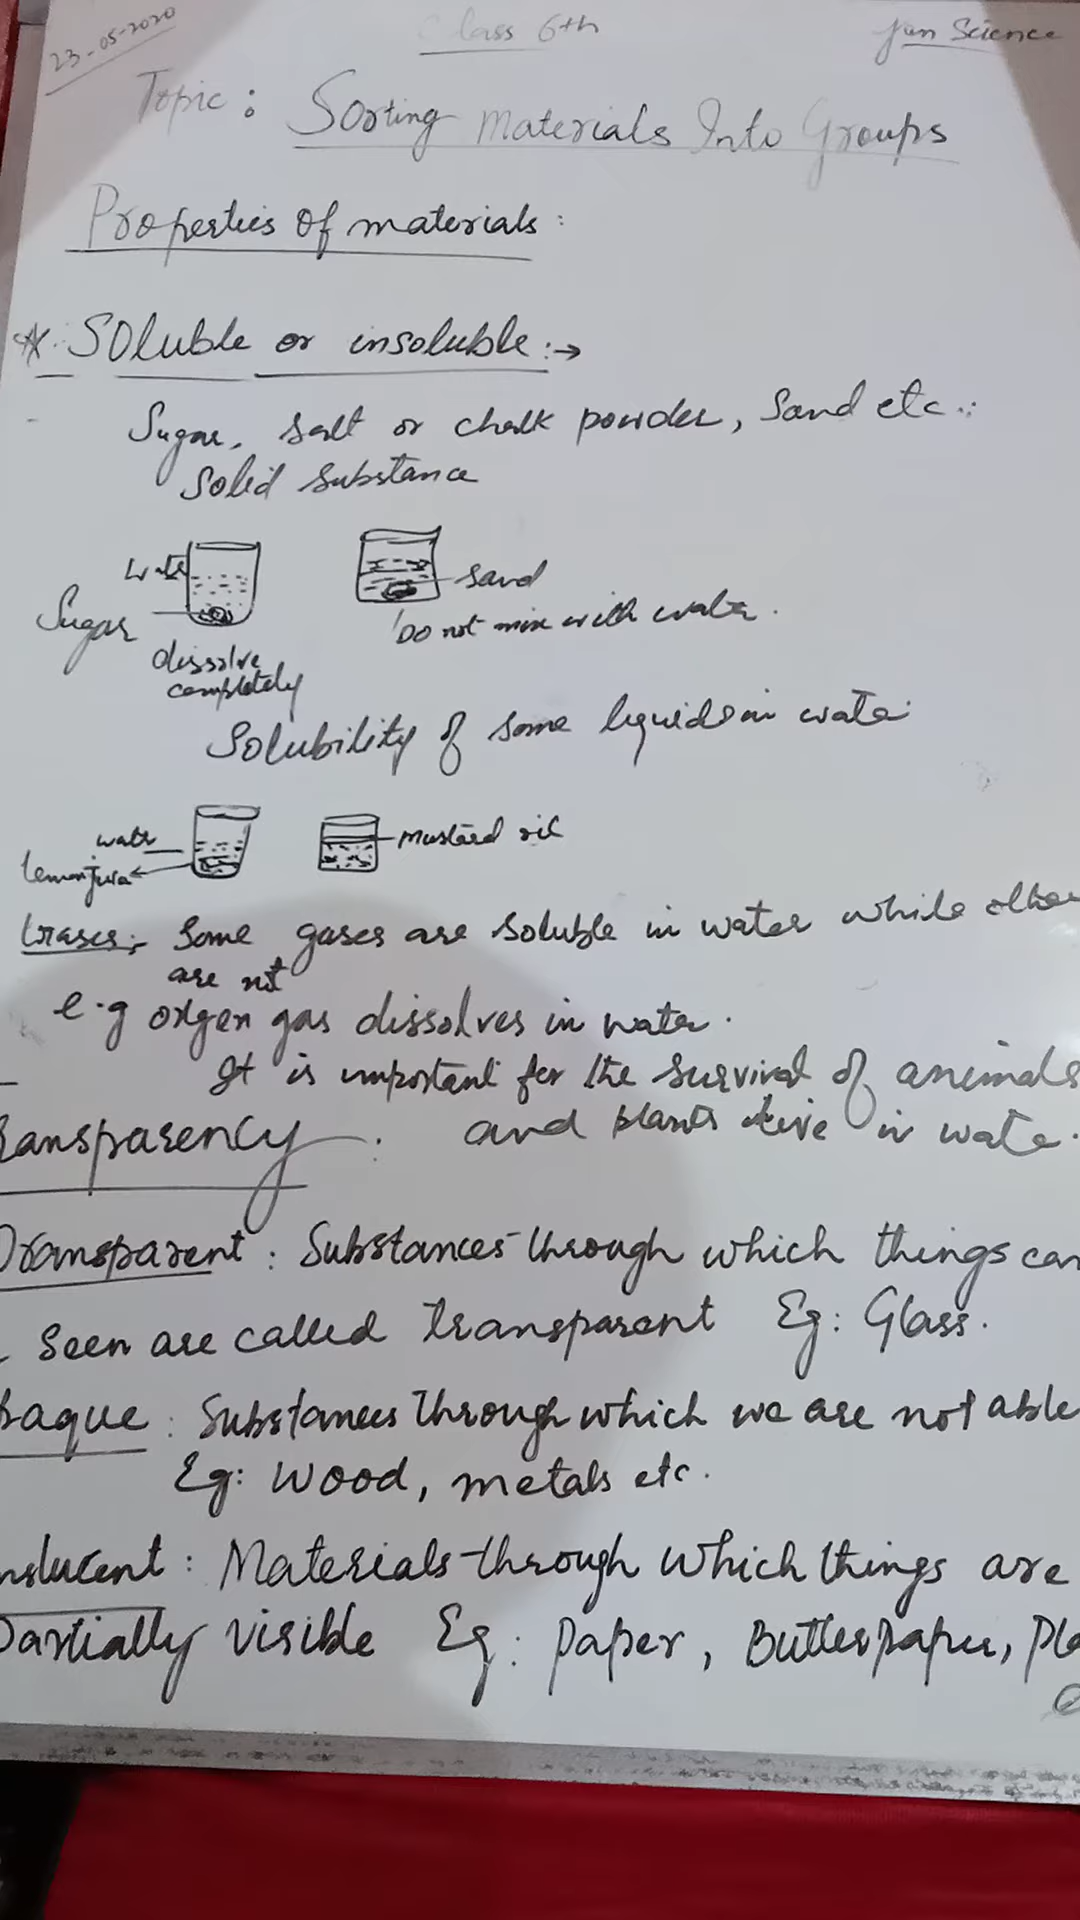 23-05-2020
Class 6th
Science
Topic: Sorting Materials Into Groups
Properties of materials:
* Soluble or insoluble:→
Sugar, salt or chalk powder, Sand etc.:
Solid substance
Water
Sugar
dissolve
completely
Sand
Do not mix with water.
Solubility of some liquids in water
water
lemon
mustard oil
Gases:- Some gases are soluble in water while other
are not
e.g oxgen gas dissolves in water.
It is important for the survival of animals
and plants live in water.
ransparency :
Transparent : Substances through which things can
seen are called transparent Eg: Glass.
paque : Substances through which we are not able
Eg: Wood, metals etc.
nslucent : Materials through which things are
Partially visible Eg: paper, Butterpaper, Pla